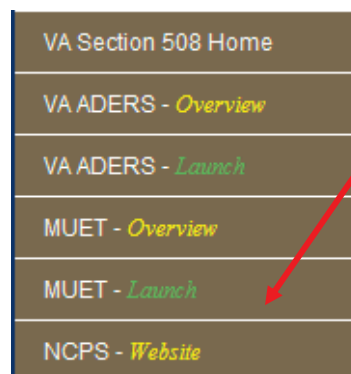 VA Section 508 Home
VA ADERS - Overview
VA ADERS - Launch
MUET - Overview
MUET - Launch
NCPS - Website